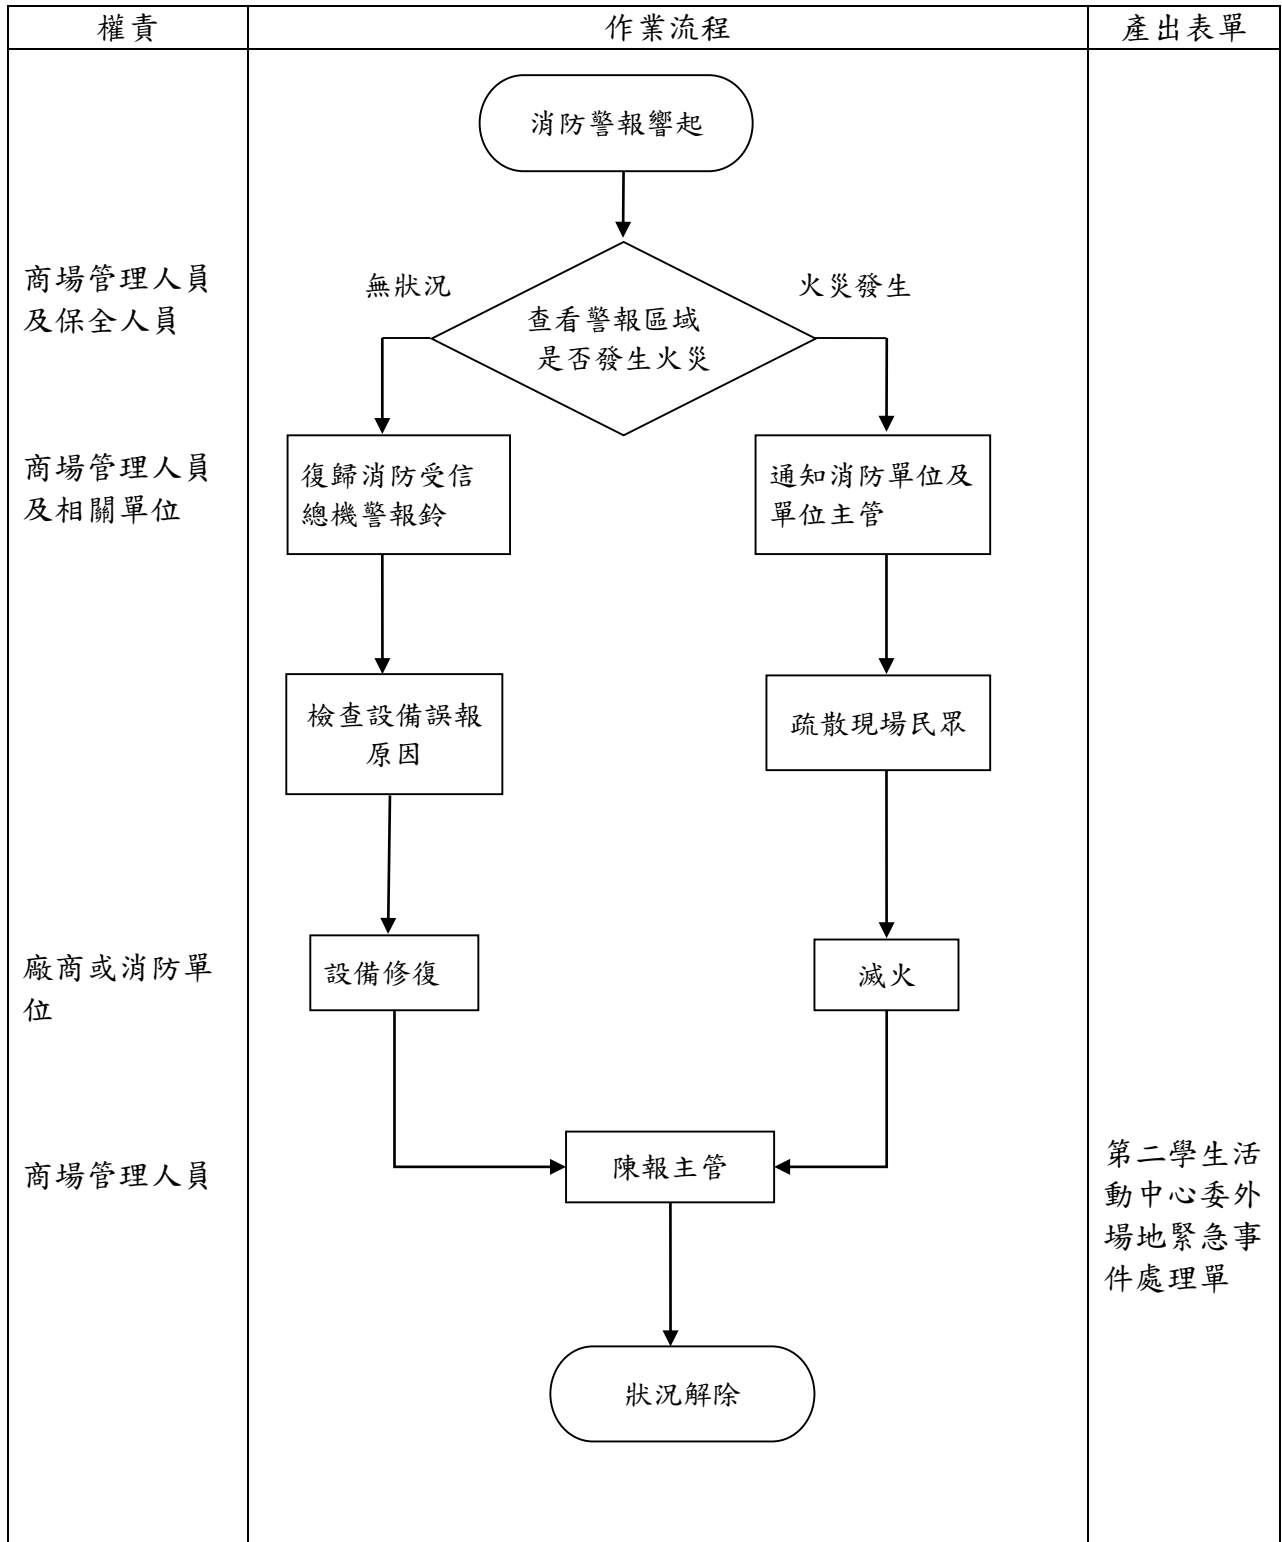 權責
作業流程
產出表單
消防警報響起
商場管理人員
及保全人員
無狀況
火災發生
查看警報區域
是否發生火災
商場管理人員
及相關單位
復歸消防受信
總機警報鈴
通知消防單位及
單位主管
檢查設備誤報
原因
疏散現場民眾
廠商或消防單
位
設備修復
滅火
商場管理人員
陳報主管
第二學生活
動中心委外
場地緊急事
件處理單
狀況解除